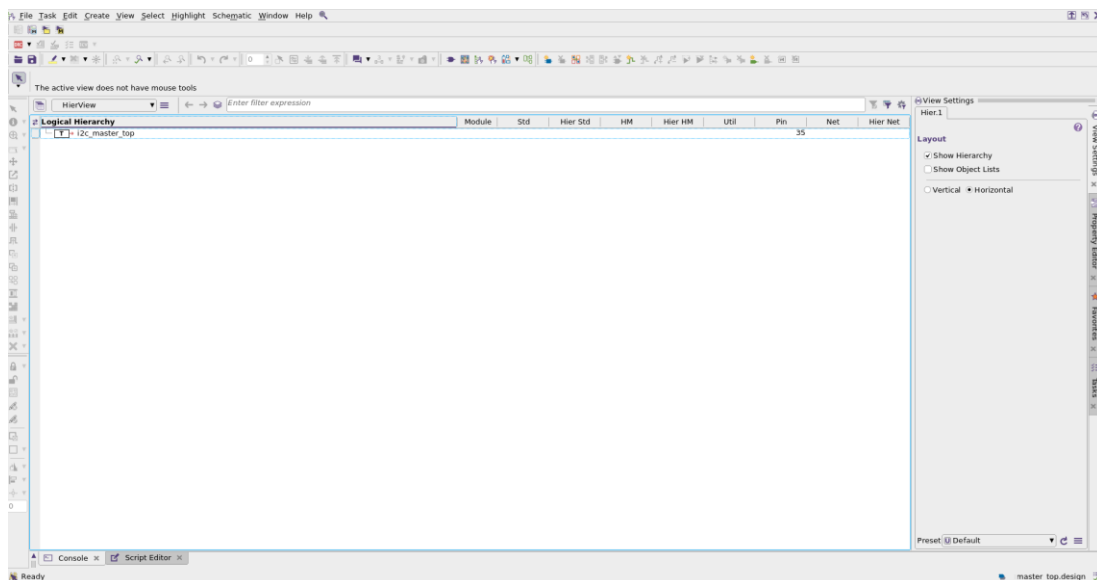 File Task Edit Create View Select Highlight Schematic Window Help
0
The active view does not have mouse tools
HierView
Enter filter expression
View Settings
Hier.1
Logical Hierarchy Module Std Hier Std HM Hier HM Util Pin Net Hier Net
T i2c_master_top 35
Layout
Show Hierarchy
Show Object Lists
Vertical Horizontal
View Settings
Property Editor
Favorites
Tasks
0
Preset Default
Console Script Editor
Ready master_top.design